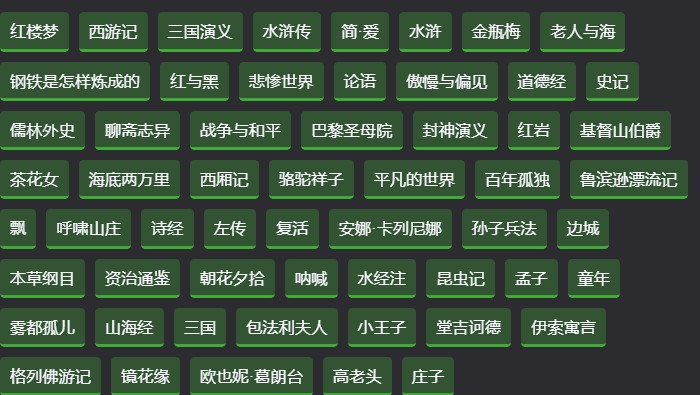 红楼梦 西游记 三国演义 水浒传 简·爱 水浒 金瓶梅 老人与海
钢铁是怎样炼成的 红与黑 悲惨世界 论语 傲慢与偏见 道德经 史记
儒林外史 聊斋志异 战争与和平 巴黎圣母院 封神演义 红岩 基督山伯爵
茶花女 海底两万里 西厢记 骆驼祥子 平凡的世界 百年孤独 鲁滨逊漂流记
飘 呼啸山庄 诗经 左传 复活 安娜·卡列尼娜 孙子兵法 边城
本草纲目 资治通鉴 朝花夕拾 呐喊 水经注 昆虫记 孟子 童年
雾都孤儿 山海经 三国 包法利夫人 小王子 堂吉诃德 伊索寓言
格列佛游记 镜花缘 欧也妮·葛朗台 高老头 庄子